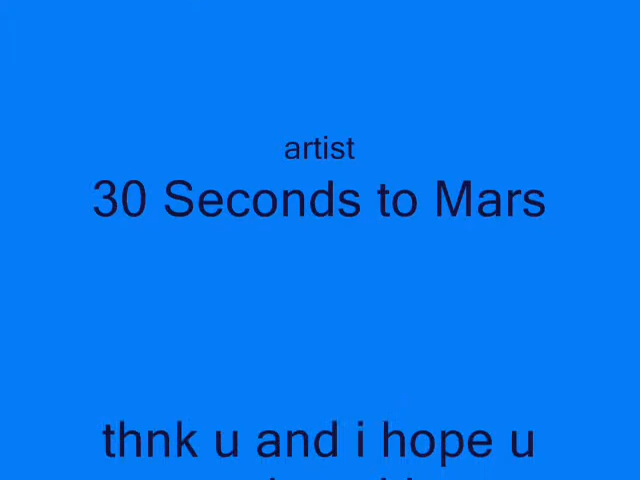 artist
30 Seconds to Mars
thnk u and i hope u